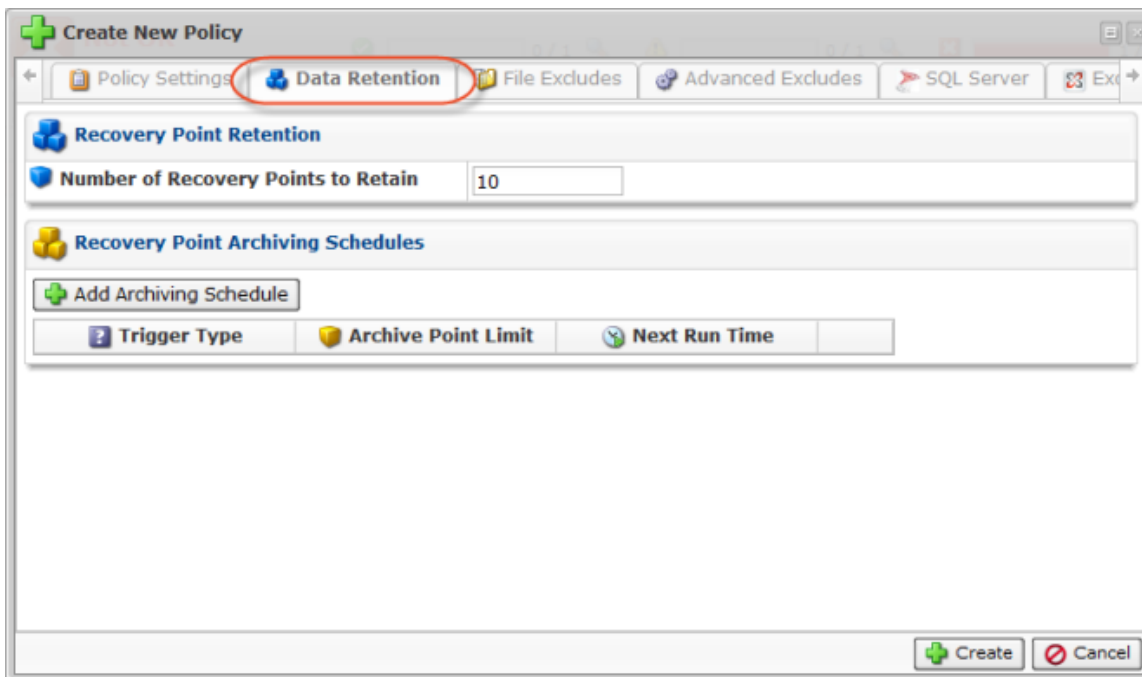 Create New Policy
Policy Settings Data Retention File Excludes Advanced Excludes SQL Server
Recovery Point Retention
Number of Recovery Points to Retain 10
Recovery Point Archiving Schedules
Add Archiving Schedule
Trigger Type Archive Point Limit Next Run Time
Create Cancel